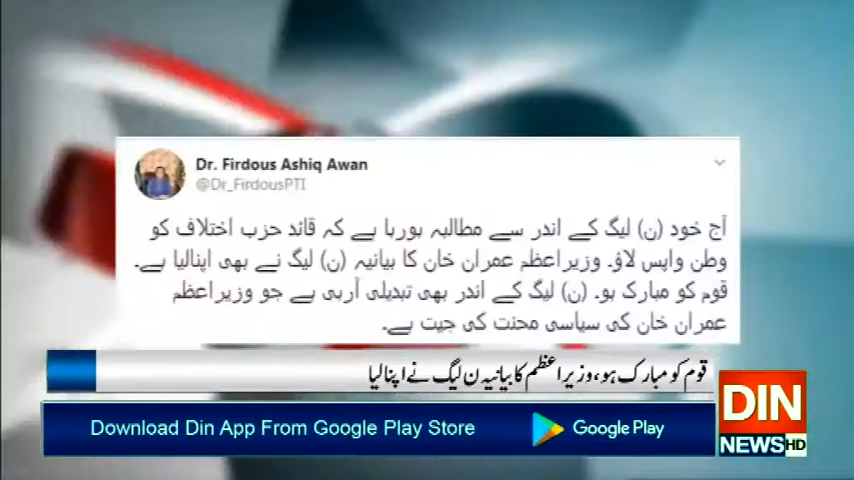 Dr. Firdous Ashiq Awan
@Dr_FirdousPTI
آج خود (ن) لیگ کے اندر سے مطالبہ ہورہا ہے کہ قائد حزب اختلاف کو
وطن واپس لاؤ۔ وزیراعظم عمران خان کا بیانیہ (ن) لیگ نے بھی اپنالیا ہے۔
قوم کو مبارک ہو۔ (ن) لیگ کے اندر بھی تبدیلی آرہی ہے جو وزیراعظم
عمران خان کی سیاسی محنت کی جیت ہے۔
قوم کو مبارک ہو، وزیراعظم کا بیانیہ ن لیگ نے اپنالیا
Download Din App From Google Play Store
Google Play
DIN
NEWS HD